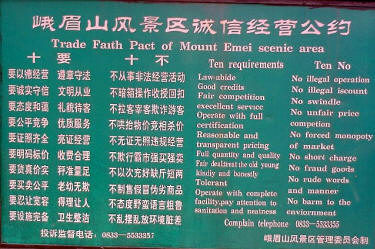 峨眉山风景区诚信经营公约
Trade Faith Pact of Mount Emei scenic area
十要
要以德经营 遵章守法
要诚实守信 文明从业
要态度和蔼 礼貌待客
要公平竞争 优质服务
要证照齐全 亮证经营
要明码标价 收费合理
要货真价实 秤准量足
要买卖公平 老幼无欺
要忍让宽容 得理让人
要设施完备 卫生整洁
投诉监督电话:0833--5533355
十不
不从事非法经营活动
不暗箱操作收授回扣
不拉客宰客欺诈游客
不哄抬物价竞相杀价
不无证无照违规经营
不欺行霸市强买强卖
不以次充好缺斤短两
不制售假冒伪劣商品
不态度野蛮语言粗鲁
不乱摆乱放环境脏差
Ten requirements
Law-abide
Good credits
Fair competition
excellent service
Operate with full
certification
Reasonable and
transparent pricing
Full quantity and quality
Fair dealtreat the old young
kindly and honestly
Tolerant
Operate with complete
facility,pay attention to
sanitation and neatness
Ten No
No illegal operation
No illegal iscount
No swindle
No unfair price
competion
No forced monopoty
of market
No short charge
No fraud goods
No rude words
and manner
No barm to the
enviornment
Complain telephone 0833--5533355
峨眉山风景区管理委员会制